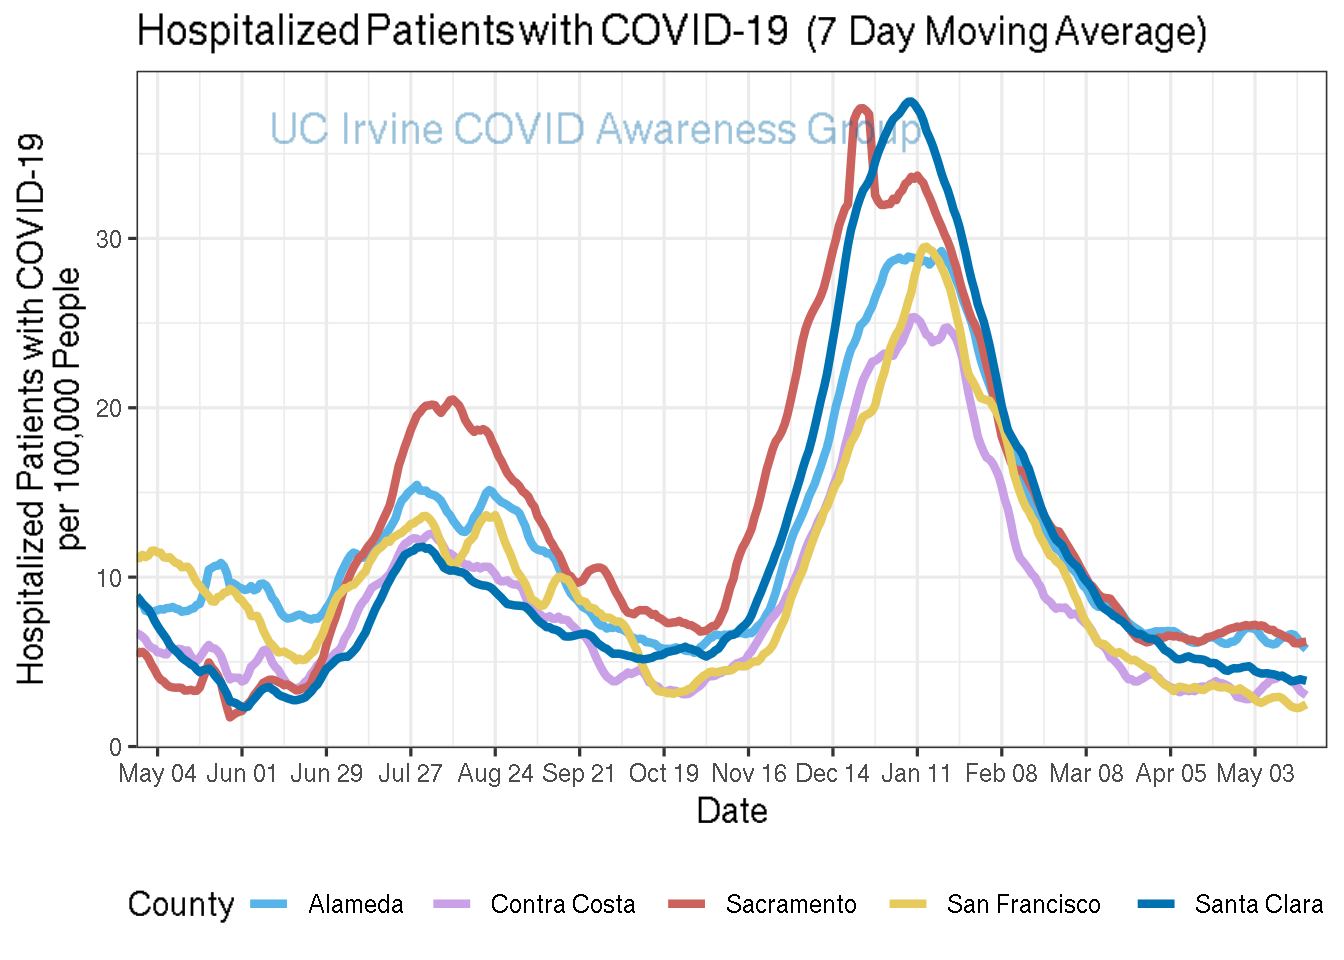 Hospitalized Patients with COVID-19 (7 Day Moving Average)
UC Irvine COVID Awareness Group
Hospitalized Patients with COVID-19
per 100,000 People
30
20
10
0
May 04 Jun 01 Jun 29 Jul 27 Aug 24 Sep 21 Oct 19 Nov 16 Dec 14 Jan 11 Feb 08 Mar 08 Apr 05 May 03
Date
County Alameda Contra Costa Sacramento San Francisco Santa Clara